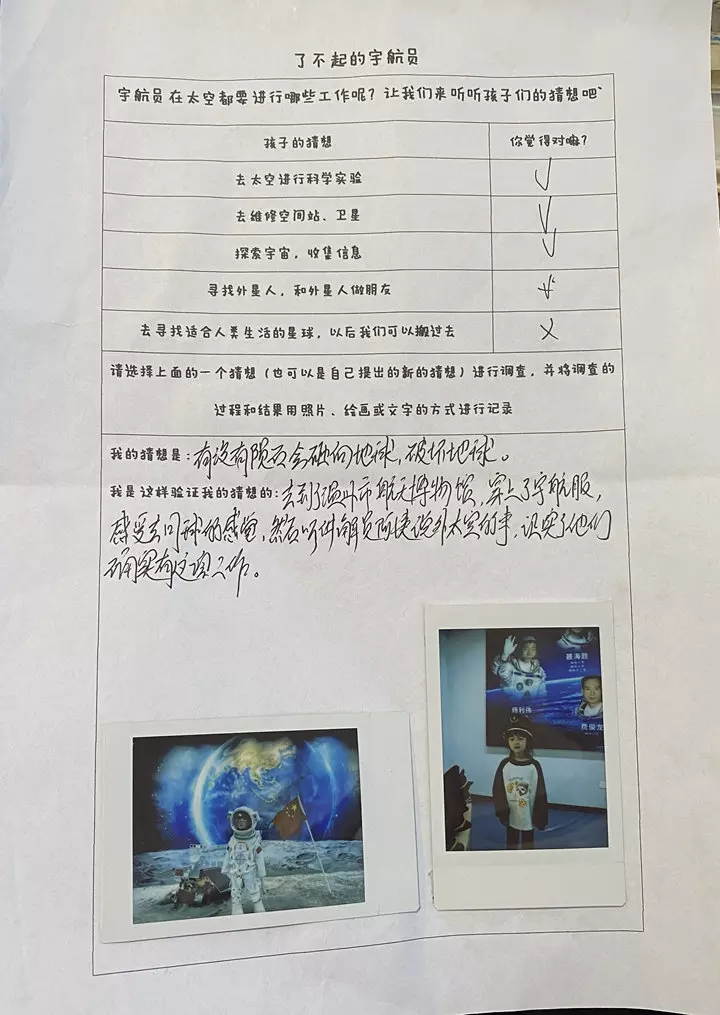 了不起的宇航员
宇航员在太空都要进行哪些工作呢？让我们来听听孩子们的猜想吧~
孩子的猜想 你觉得对嘛？
去太空进行科学实验
去维修空间站、卫星
探索宇宙，收集信息
寻找外星人，和外星人做朋友
去寻找适合人类生活的星球，以后我们可以搬过去
请选择上面的一个猜想（也可以是自己提出的新的猜想）进行调查，并将调查的
过程和结果用照片、绘画或文字的方式进行记录
我的猜想是：有没有陨石会砸向地球，破坏地球。
我是这样验证我的猜想的：去到了温州市航天博物馆，穿上了宇航服，
感受去月球的感觉，然后听讲解员阿姨说外太空的事，证实了他们
确实有这项工作。
聂海胜
杨利伟